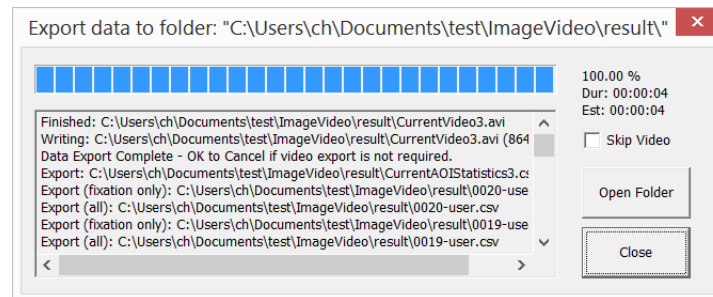 Export data to folder: "C:\Users\ch\Documents\test\ImageVideo\result\"
100.00 %
Dur: 00:00:04
Est: 00:00:04
Skip Video
Finished: C:\Users\ch\Documents\test\ImageVideo\result\CurrentVideo3.avi
Writing: C:\Users\ch\Documents\test\ImageVideo\result\CurrentVideo3.avi (864
Data Export Complete - OK to Cancel if video export is not required.
Export: C:\Users\ch\Documents\test\ImageVideo\result\CurrentAOIStatistics3.cs
Export (fixation only): C:\Users\ch\Documents\test\ImageVideo\result\0020-use
Export (all): C:\Users\ch\Documents\test\ImageVideo\result\0020-user.csv
Export (fixation only): C:\Users\ch\Documents\test\ImageVideo\result\0019-use
Export (all): C:\Users\ch\Documents\test\ImageVideo\result\0019-user.csv
Open Folder
Close